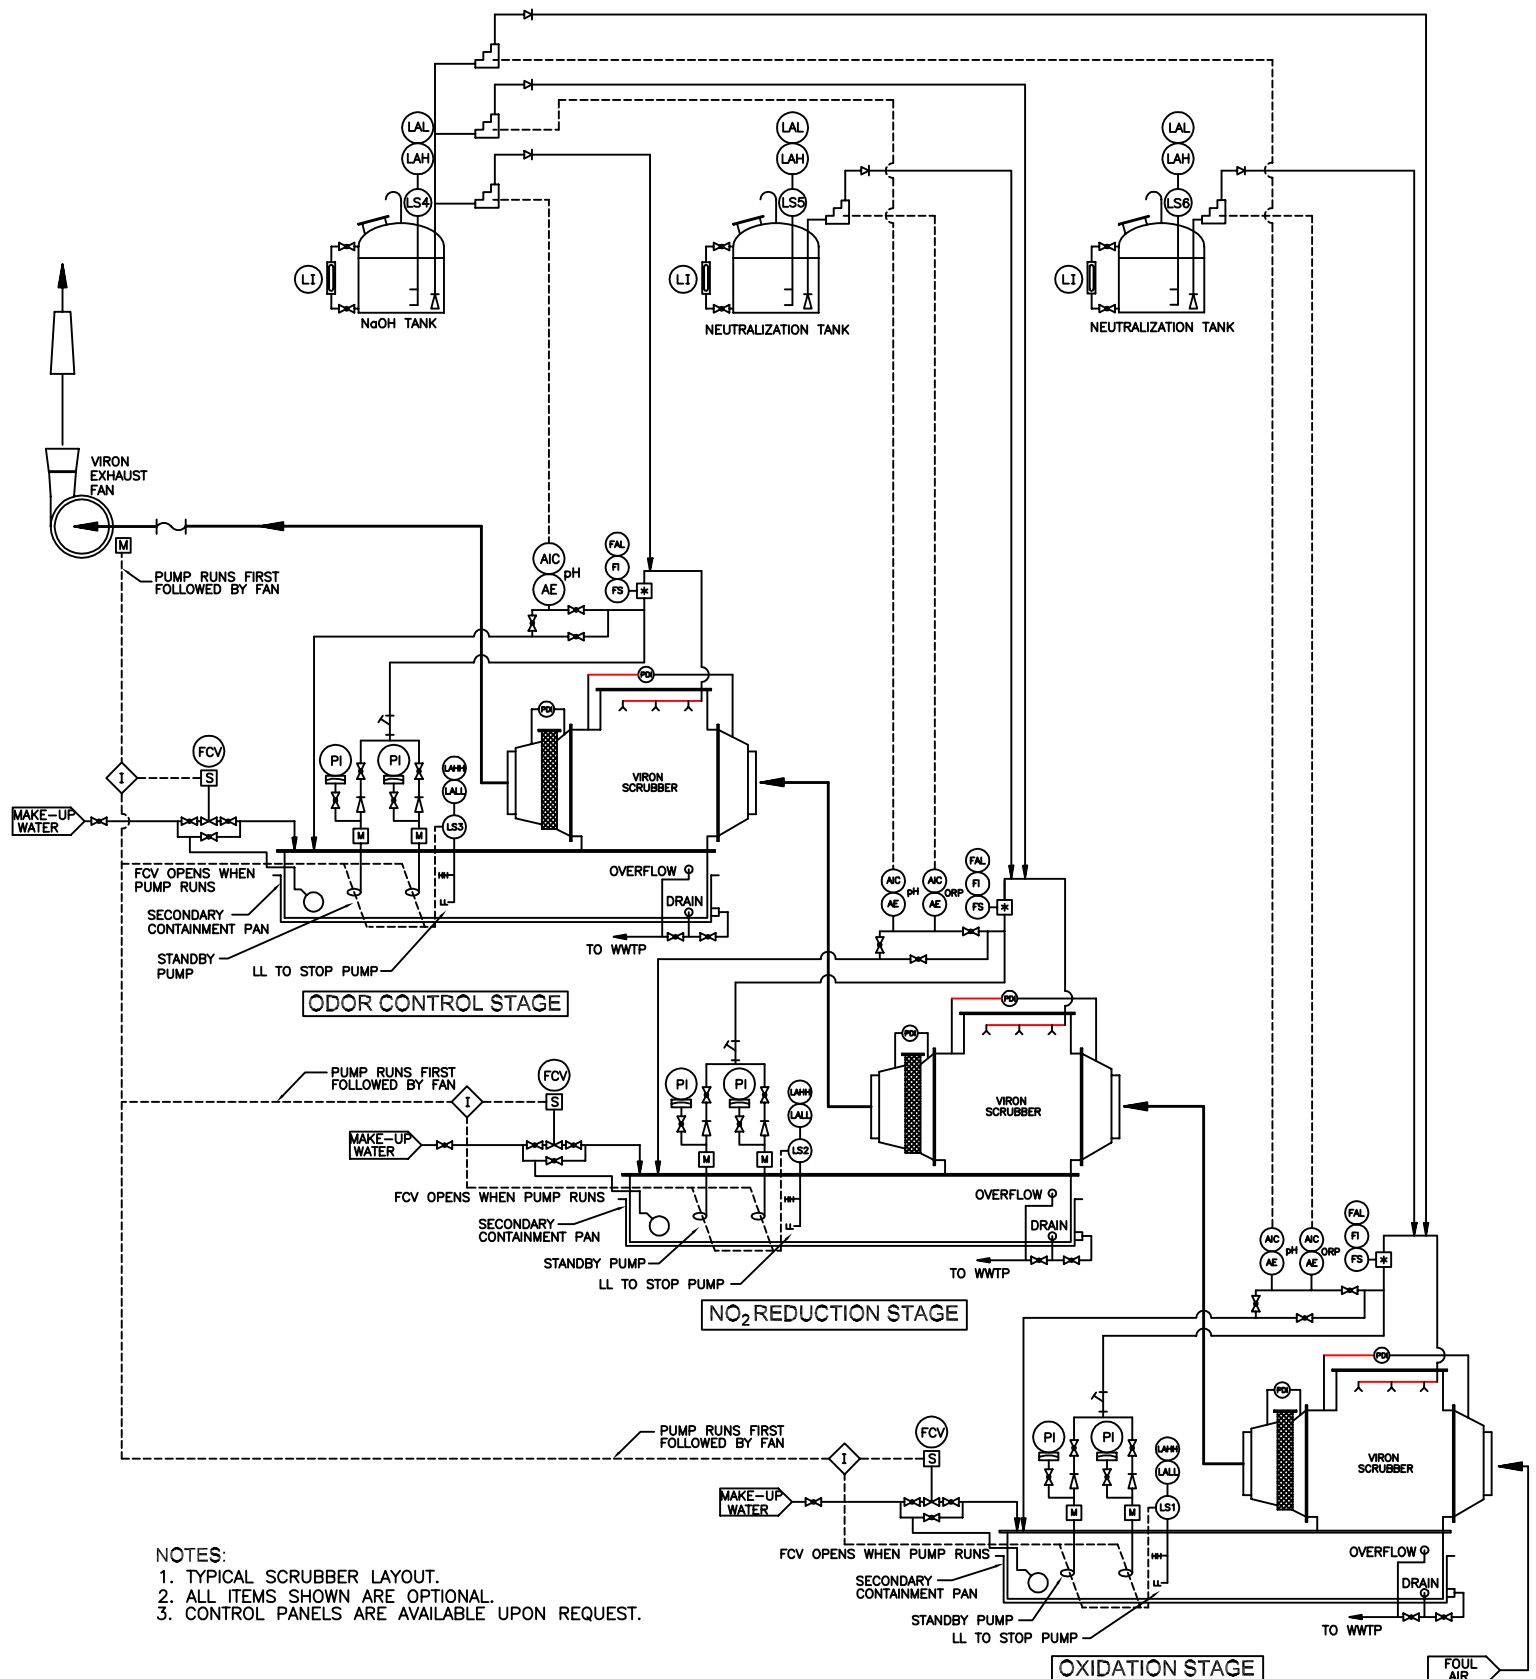 LAL
LAH
LS4
LI
NaOH TANK
LAL
LAH
LS5
LI
NEUTRALIZATION TANK
LAL
LAH
LS6
LI
NEUTRALIZATION TANK
VIRON
EXHAUST
FAN
M
PUMP RUNS FIRST
FOLLOWED BY FAN
AIC
AE
pH
FAL
FI
FS
*
PDI
PDI
VIRON
SCRUBBER
FCV
S
I
MAKE-UP
WATER
PI
PI
M
M
LAHH
LALL
LS3
HH
LL
FCV OPENS WHEN
PUMP RUNS
SECONDARY
CONTAINMENT PAN
STANDBY
PUMP
LL TO STOP PUMP
OVERFLOW
DRAIN
TO WWTP
ODOR CONTROL STAGE
AIC
AE
pH
AIC
AE
ORP
FAL
FI
FS
*
PDI
PDI
VIRON
SCRUBBER
PUMP RUNS FIRST
FOLLOWED BY FAN
I
FCV
S
MAKE-UP
WATER
PI
PI
M
M
LAHH
LALL
LS2
HH
LL
FCV OPENS WHEN PUMP RUNS
SECONDARY
CONTAINMENT PAN
STANDBY PUMP
LL TO STOP PUMP
OVERFLOW
DRAIN
TO WWTP
NO2 REDUCTION STAGE
AIC
AE
pH
AIC
AE
ORP
FAL
FI
FS
*
PDI
PDI
VIRON
SCRUBBER
PUMP RUNS FIRST
FOLLOWED BY FAN
I
FCV
S
MAKE-UP
WATER
PI
PI
M
M
LAHH
LALL
LS1
HH
LL
FCV OPENS WHEN PUMP RUNS
SECONDARY
CONTAINMENT PAN
STANDBY PUMP
LL TO STOP PUMP
OVERFLOW
DRAIN
TO WWTP
OXIDATION STAGE
FOUL
AIR
NOTES:
1. TYPICAL SCRUBBER LAYOUT.
2. ALL ITEMS SHOWN ARE OPTIONAL.
3. CONTROL PANELS ARE AVAILABLE UPON REQUEST.